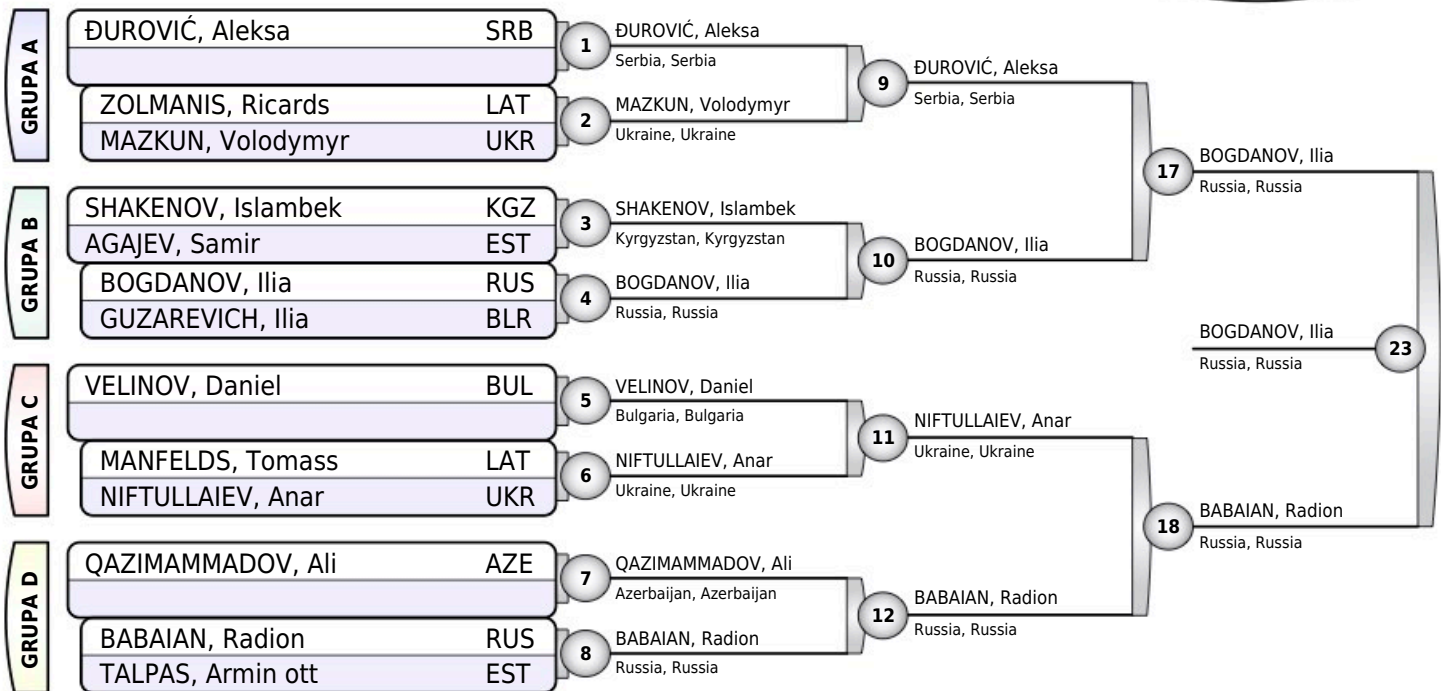 GRUPA A
ĐUROVIĆ, Aleksa SRB
ZOLMANIS, Ricards LAT
MAZKUN, Volodymyr UKR
GRUPA B
SHAKENOV, Islambek KGZ
AGAJEV, Samir EST
BOGDANOV, Ilia RUS
GUZAREVICH, Ilia BLR
GRUPA C
VELINOV, Daniel BUL
MANFELDS, Tomass LAT
NIFTULLAIEV, Anar UKR
GRUPA D
QAZIMAMMADOV, Ali AZE
BABAIAN, Radion RUS
TALPAS, Armin ott EST
1
ĐUROVIĆ, Aleksa
Serbia, Serbia
2
MAZKUN, Volodymyr
Ukraine, Ukraine
3
SHAKENOV, Islambek
Kyrgyzstan, Kyrgyzstan
4
BOGDANOV, Ilia
Russia, Russia
5
VELINOV, Daniel
Bulgaria, Bulgaria
6
NIFTULLAIEV, Anar
Ukraine, Ukraine
7
QAZIMAMMADOV, Ali
Azerbaijan, Azerbaijan
8
BABAIAN, Radion
Russia, Russia
9
ĐUROVIĆ, Aleksa
Serbia, Serbia
10
BOGDANOV, Ilia
Russia, Russia
11
NIFTULLAIEV, Anar
Ukraine, Ukraine
12
BABAIAN, Radion
Russia, Russia
17
BOGDANOV, Ilia
Russia, Russia
18
BABAIAN, Radion
Russia, Russia
BOGDANOV, Ilia
Russia, Russia
23